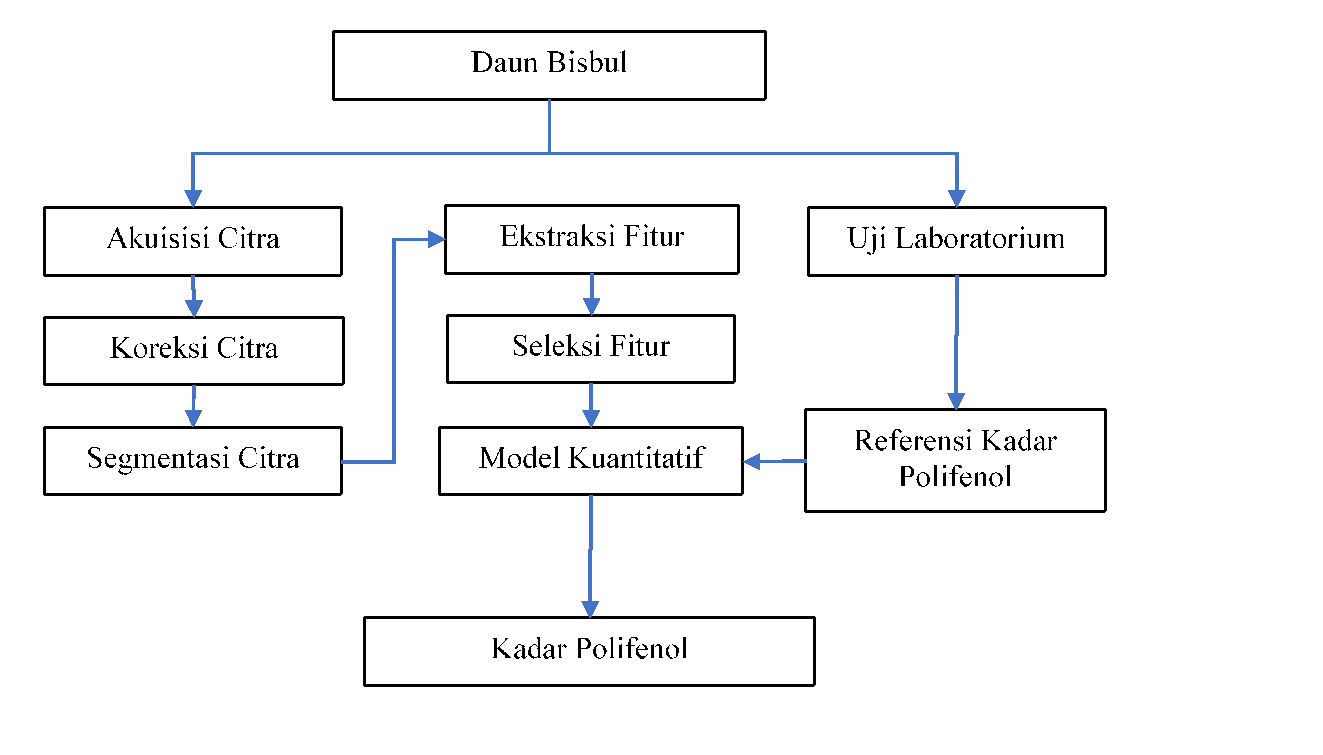 Daun Bisbul
Akuisisi Citra
Koreksi Citra
Segmentasi Citra
Ekstraksi Fitur
Seleksi Fitur
Model Kuantitatif
Uji Laboratorium
Referensi Kadar
Polifenol
Kadar Polifenol